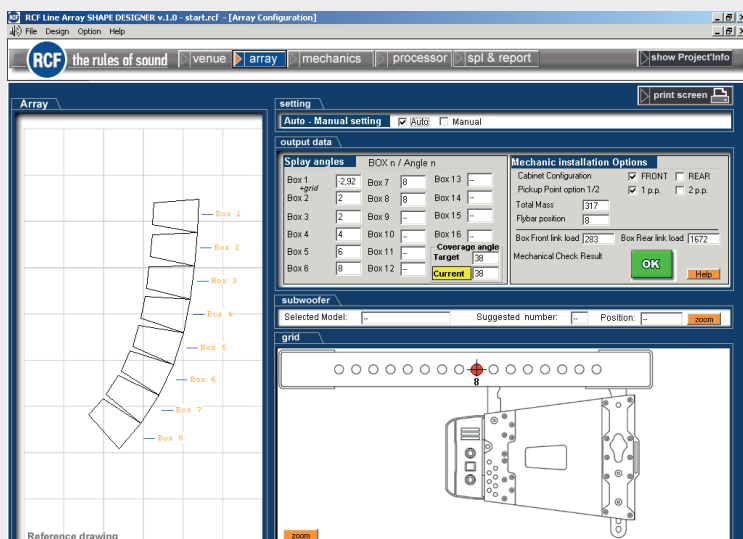 RCF Line Array SHAPE DESIGNER v.1.0 - start.rcf - [Array Configuration]
File Design Option Help
RCF the rules of sound venue array mechanics processor spl & report show Project'Info
print screen
Array
setting
Auto - Manual setting Auto Manual
output data
Splay angles BOX n / Angle n
Box 1 +grid -2,92 Box 7 8 Box 13 --
Box 2 2 Box 8 8 Box 14 --
Box 3 2 Box 9 -- Box 15 --
Box 4 4 Box 10 -- Box 16 --
Box 5 6 Box 11 -- Coverage angle
Target 38
Box 6 8 Box 12 -- Current 38
Mechanic installation Options
Cabinet Configuration FRONT REAR
Pickup Point option 1/2 1 p.p. 2 p.p.
Total Mass 317
Flybar position 8
Box Front link load 283 Box Rear link load 1672
Mechanical Check Result OK
Help
subwoofer
Selected Model: -- Suggested number: -- Position: -- zoom
grid
8
zoom
Box 1
Box 2
Box 3
Box 4
Box 5
Box 6
Box 7
Box 8
Reference drawing